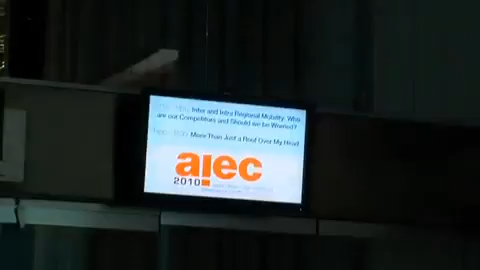 Inter and Intra Regional Mobility: Who
are our Competitors and Should we be Worried?
More Than Just a Roof Over My Head
aiec
2010